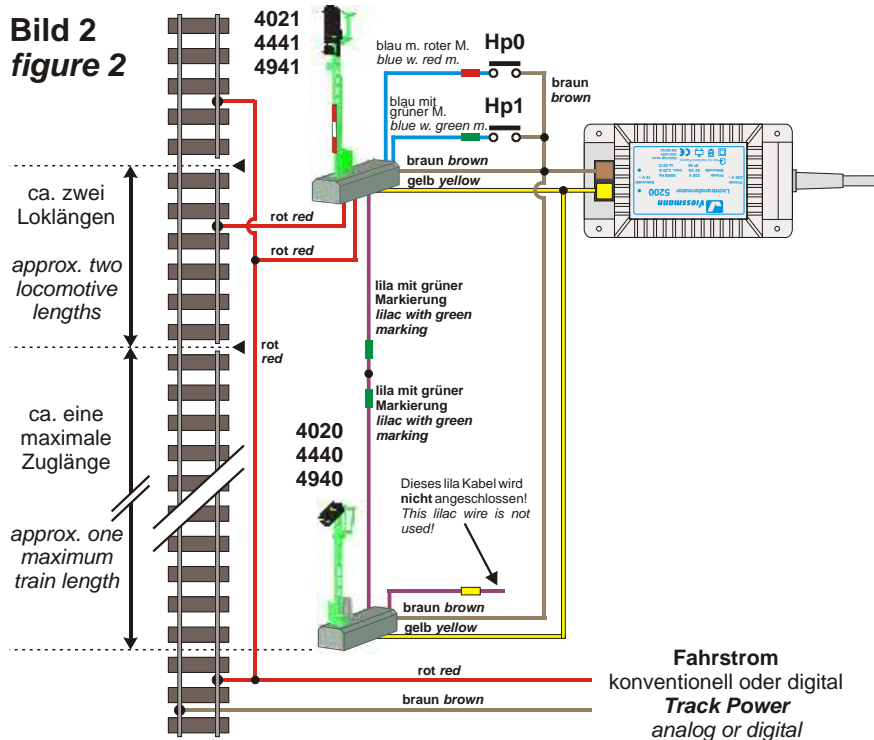 Bild 2
figure 2
4021
4441
4941
blau m. roter M.
blue w. red m.
Hp0
blau mit
grüner M.
blue w. green m.
Hp1
braun
brown
braun brown
gelb yellow
viessmann
Lichttransformator 5200
ca. zwei
Loklängen
approx. two
locomotive
lengths
rot red
rot red
rot
red
lila mit grüner
Markierung
lilac with green
marking
lila mit grüner
Markierung
lilac with green
marking
ca. eine
maximale
Zuglänge
approx. one
maximum
train length
4020
4440
4940
Dieses lila Kabel wird
nicht angeschlossen!
This lilac wire is not
used!
braun brown
gelb yellow
rot red
braun brown
Fahrstrom
konventionell oder digital
Track Power
analog or digital